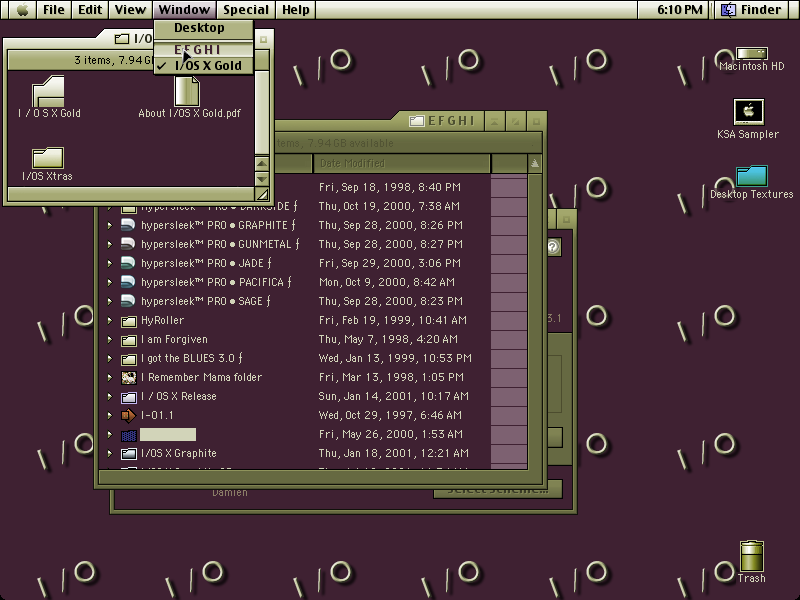 File Edit View Window Special Help 6:10 PM Finder
Desktop
EFGHI
✓ I/OS X Gold
I/O
3 items, 7.94 G
I / O S X Gold
About I/OS X Gold.pdf
I/OS Xtras
Macintosh HD
KSA Sampler
Desktop Textures
Trash
EFGHI
items, 7.94 GB available
Date Modified
Fri, Sep 18, 1998, 8:40 PM
hypersleek™ PRO • DARKSIDE ƒ Thu, Oct 19, 2000, 7:38 AM
hypersleek™ PRO • GRAPHITE ƒ Thu, Sep 28, 2000, 8:26 PM
hypersleek™ PRO • GUNMETAL ƒ Thu, Sep 28, 2000, 8:27 PM
hypersleek™ PRO • JADE ƒ Fri, Sep 29, 2000, 3:06 PM
hypersleek™ PRO • PACIFICA ƒ Mon, Oct 9, 2000, 8:42 AM
hypersleek™ PRO • SAGE ƒ Thu, Sep 28, 2000, 8:23 PM
HyRoller Fri, Feb 19, 1999, 10:41 AM
I am Forgiven Thu, May 7, 1998, 4:20 AM
I got the BLUES 3.0 ƒ Wed, Jan 13, 1999, 10:53 PM
I Remember Mama folder Fri, Mar 13, 1998, 1:05 PM
I / OS X Release Sun, Jan 14, 2001, 10:17 AM
I-01.1 Wed, Oct 29, 1997, 6:46 AM
Fri, May 26, 2000, 1:53 AM
I/OS X Graphite Thu, Jan 18, 2001, 12:21 AM
3.1
Damien
Select Scheme...